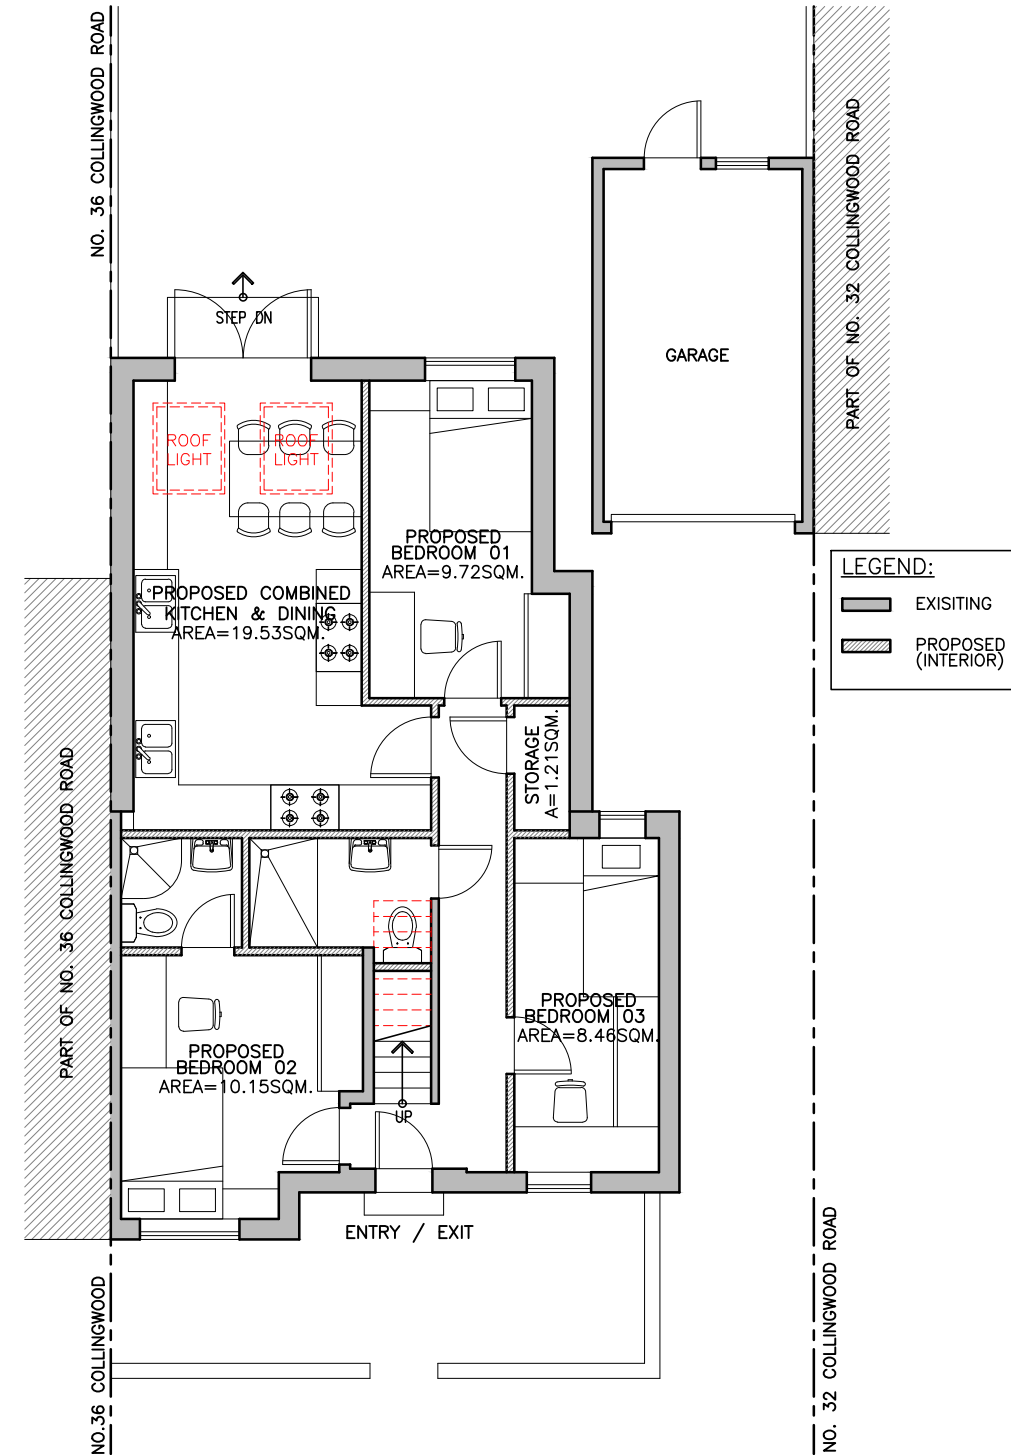 NO. 36 COLLINGWOOD ROAD
PART OF NO. 32 COLLINGWOOD ROAD
STEP DN
GARAGE
ROOF
LIGHT
ROOF
LIGHT
PROPOSED
BEDROOM 01
AREA=9.72SQM.
PROPOSED COMBINED
KITCHEN & DINING
AREA=19.53SQM.
LEGEND:
EXISITING
PROPOSED
(INTERIOR)
STORAGE
A=1.21SQM.
PART OF NO. 36 COLLINGWOOD ROAD
PROPOSED
BEDROOM 03
AREA=8.46SQM.
PROPOSED
BEDROOM 02
AREA=10.15SQM.
UP
ENTRY / EXIT
NO.36 COLLINGWOOD
NO. 32 COLLINGWOOD ROAD